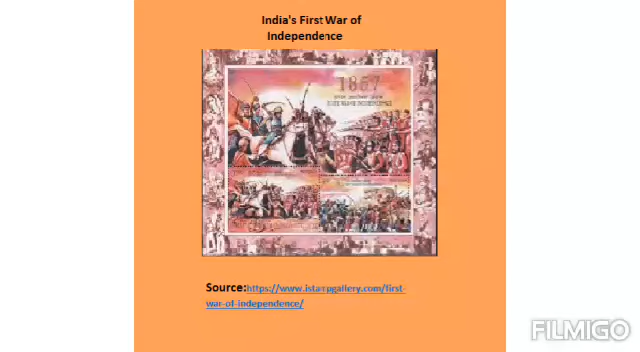 India's First War of
Independence
1857
Source:https://www.istampgallery.com/first-
war-of-independence/
FILMIGO